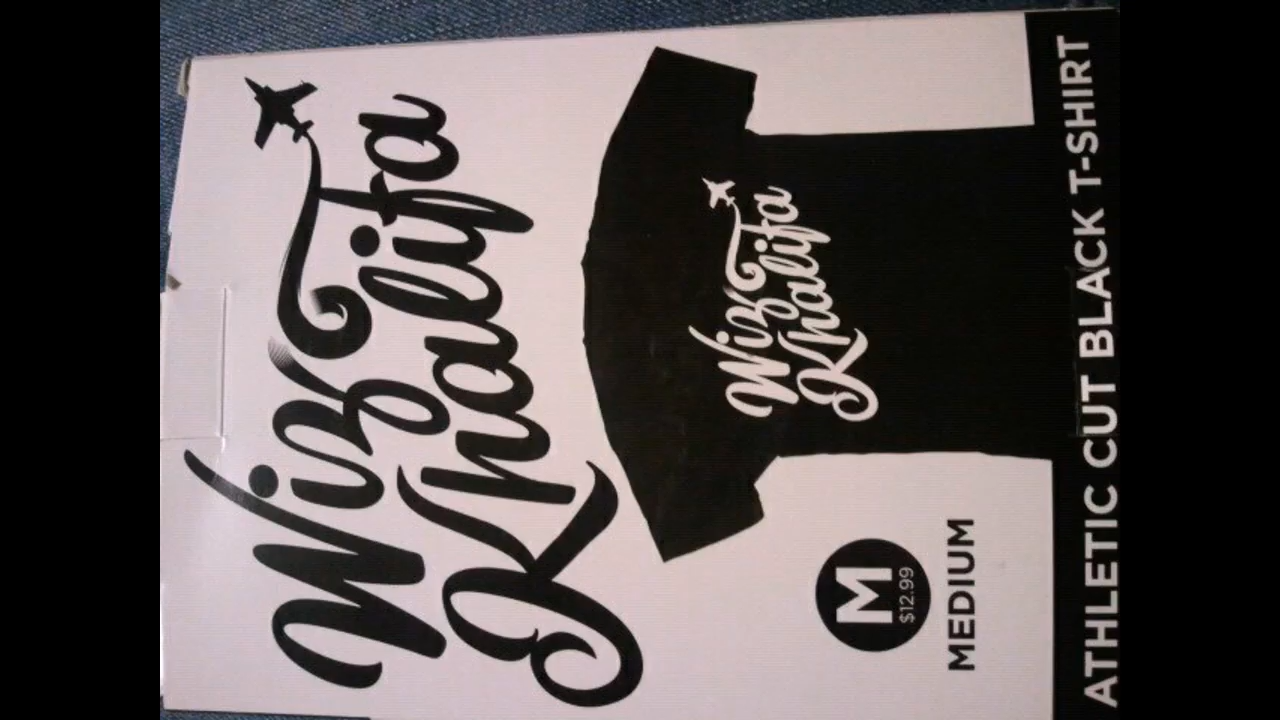 Wiz
Khalifa
Wiz
Khalifa
M
$12.99
MEDIUM
ATHLETIC CUT BLACK T-SHIRT